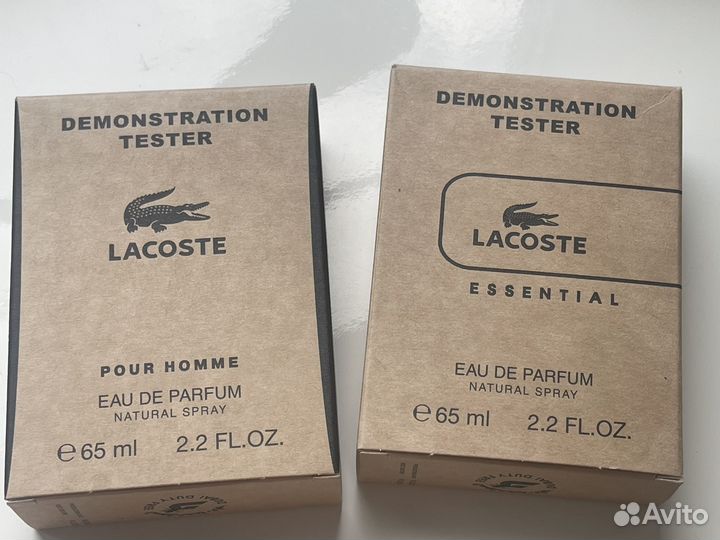 DEMONSTRATION
TESTER
LACOSTE
POUR HOMME
EAU DE PARFUM
NATURAL SPRAY
e 65 ml 2.2 FL.OZ.
DEMONSTRATION
TESTER
LACOSTE
ESSENTIAL
EAU DE PARFUM
NATURAL SPRAY
e 65 ml 2.2 FL.OZ.
Avito